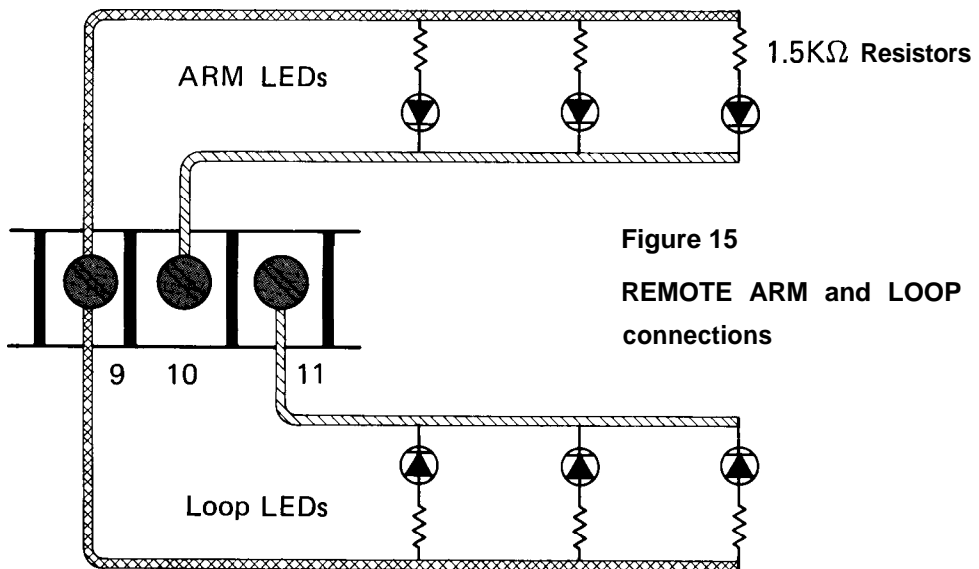 ARM LEDs
1.5KΩ Resistors
Figure 15
REMOTE ARM and LOOP
connections
9 10 11
Loop LEDs